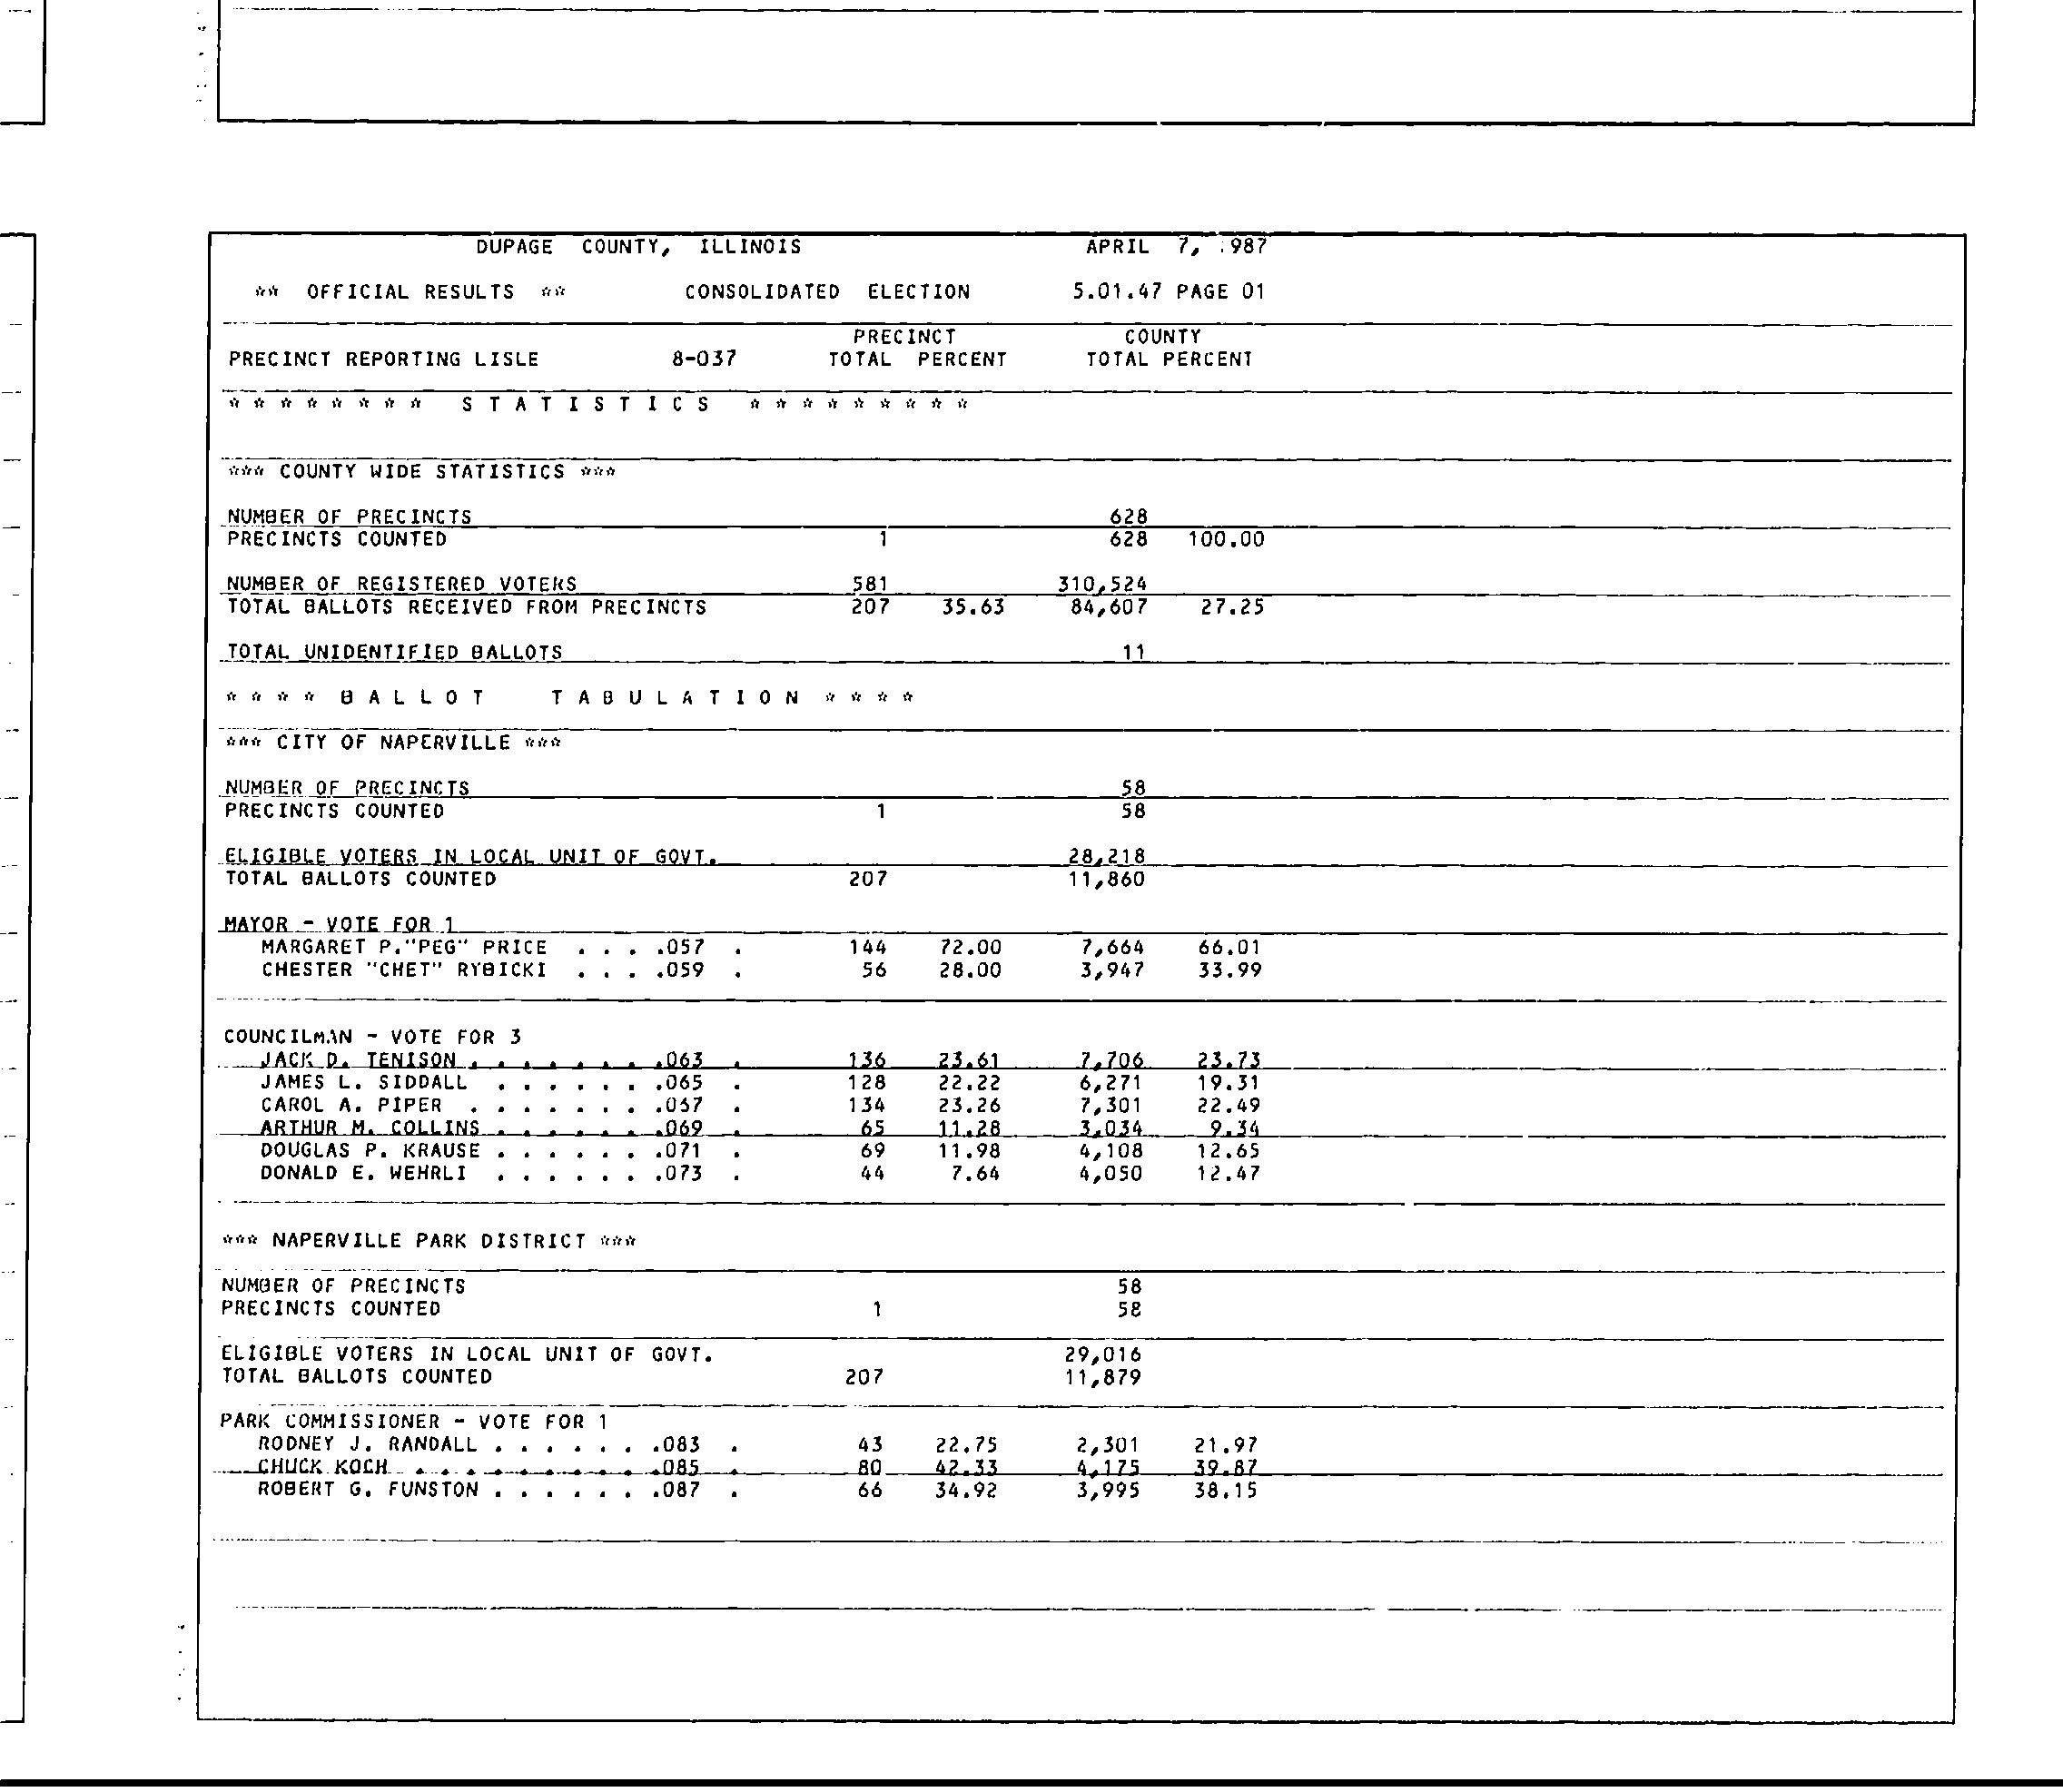 DUPAGE COUNTY, ILLINOIS APRIL 7, 1987
** OFFICIAL RESULTS ** CONSOLIDATED ELECTION 5.01.47 PAGE 01
PRECINCT COUNTY
PRECINCT REPORTING LISLE 8-037 TOTAL PERCENT TOTAL PERCENT
* * * * * * * * S T A T I S T I C S * * * * * * * * *
*** COUNTY WIDE STATISTICS ***
NUMBER OF PRECINCTS 628
PRECINCTS COUNTED 1 628 100.00
NUMBER OF REGISTERED VOTERS 581 310,524
TOTAL BALLOTS RECEIVED FROM PRECINCTS 207 35.63 84,607 27.25
TOTAL UNIDENTIFIED BALLOTS 11
* * * * B A L L O T T A B U L A T I O N * * * *
*** CITY OF NAPERVILLE ***
NUMBER OF PRECINCTS 58
PRECINCTS COUNTED 1 58
ELIGIBLE VOTERS IN LOCAL UNIT OF GOVT. 28,218
TOTAL BALLOTS COUNTED 207 11,860
MAYOR - VOTE FOR 1
MARGARET P."PEG" PRICE . . . .057 . 144 72.00 7,664 66.01
CHESTER "CHET" RYBICKI . . . .059 . 56 28.00 3,947 33.99
COUNCILMAN - VOTE FOR 3
JACK D. TENISON . . . . . . . .063 . 136 23.61 7,706 23.73
JAMES L. SIDDALL . . . . . . .065 . 128 22.22 6,271 19.31
CAROL A. PIPER . . . . . . . .067 . 134 23.26 7,301 22.49
ARTHUR M. COLLINS . . . . . . .069 . 65 11.28 3,034 9.34
DOUGLAS P. KRAUSE . . . . . . .071 . 69 11.98 4,108 12.65
DONALD E. WEHRLI . . . . . . .073 . 44 7.64 4,050 12.47
*** NAPERVILLE PARK DISTRICT ***
NUMBER OF PRECINCTS 58
PRECINCTS COUNTED 1 58
ELIGIBLE VOTERS IN LOCAL UNIT OF GOVT. 29,016
TOTAL BALLOTS COUNTED 207 11,879
PARK COMMISSIONER - VOTE FOR 1
RODNEY J. RANDALL . . . . . . .083 . 43 22.75 2,301 21.97
CHUCK KOCH . . . . . . . . . .085 . 80 42.33 4,175 39.87
ROBERT G. FUNSTON . . . . . . .087 . 66 34.92 3,995 38.15